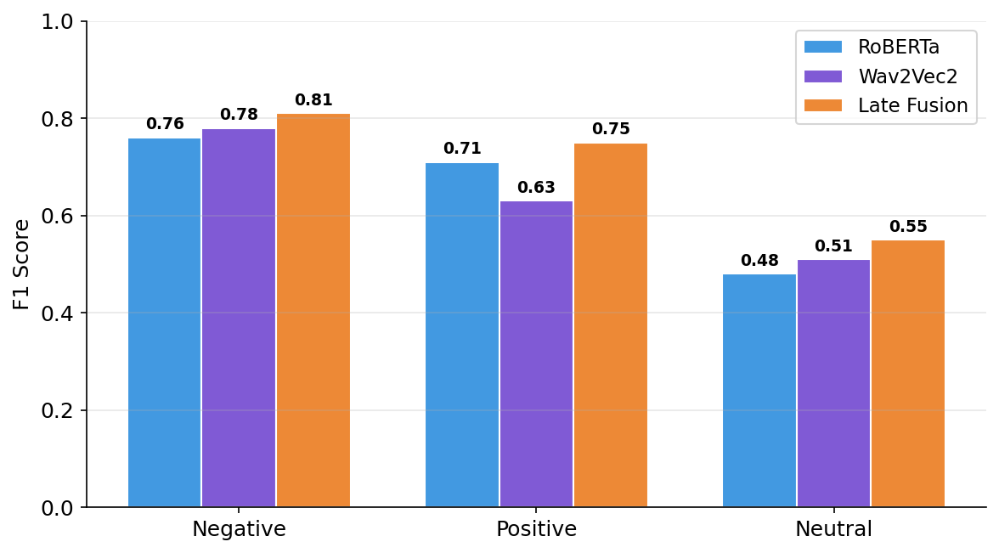 1.0
0.8
0.6
0.4
0.2
0.0
F1 Score
RoBERTa
Wav2Vec2
Late Fusion
0.76
0.78
0.81
0.71
0.63
0.75
0.48
0.51
0.55
Negative
Positive
Neutral